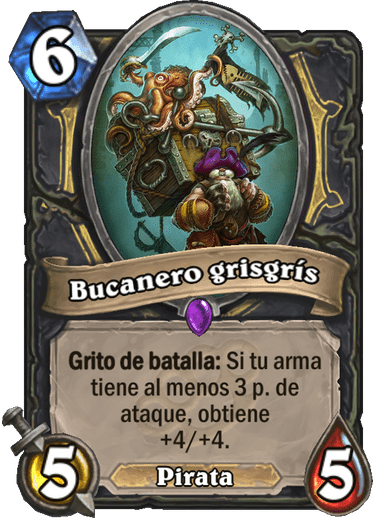 6
Bucanero grisgrís
Grito de batalla: Si tu arma
tiene al menos 3 p. de
ataque, obtiene
+4/+4.
5
Pirata
5